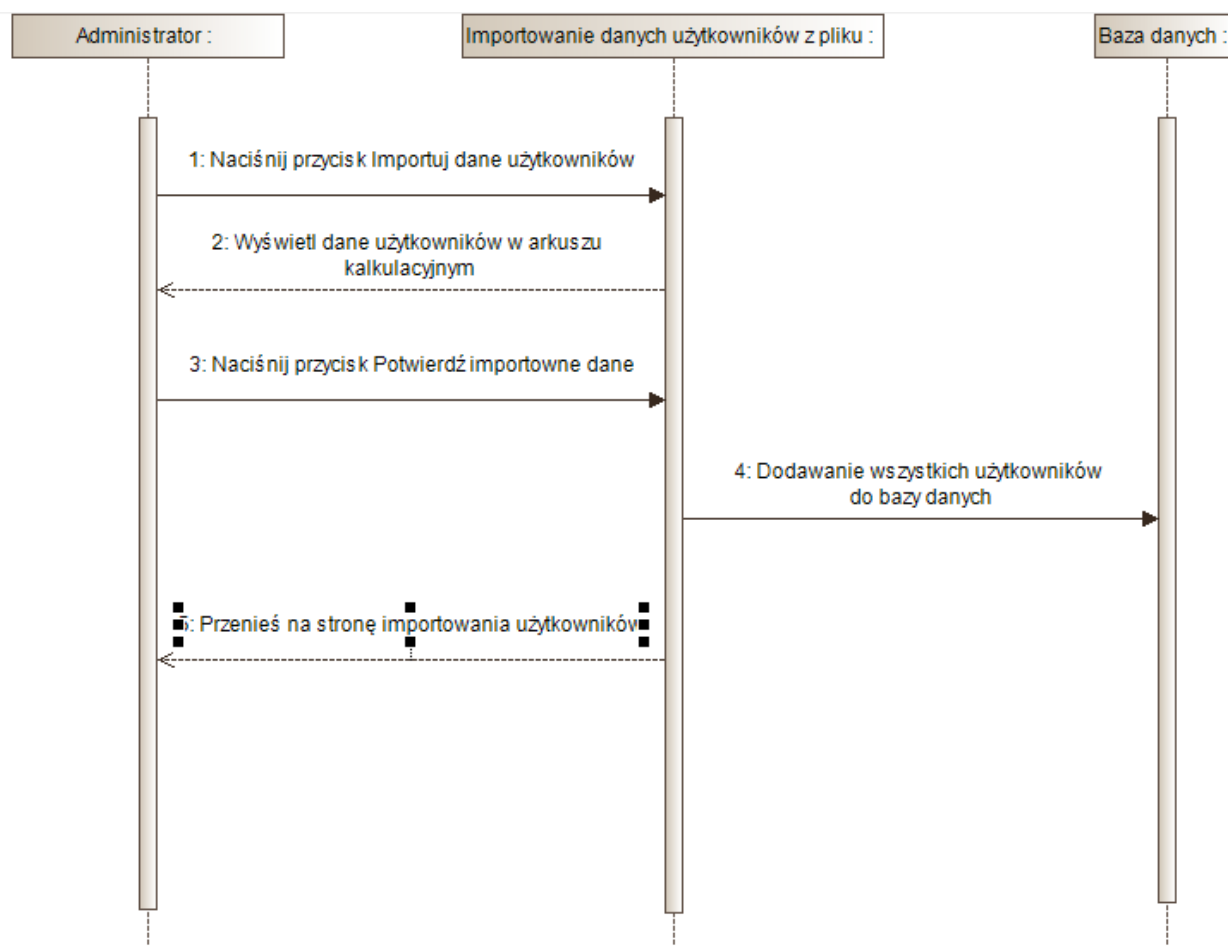 Administrator :
Importowanie danych użytkowników z pliku :
Baza danych :
1: Naciśnij przycisk Importuj dane użytkowników
2: Wyświetl dane użytkowników w arkuszu
kalkulacyjnym
3: Naciśnij przycisk Potwierdź importowne dane
4: Dodawanie wszystkich użytkowników
do bazy danych
5: Przenieś na stronę importowania użytkowników